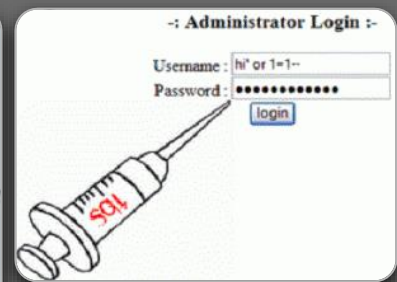 -: Administrator Login :-
Username : hi' or 1=1--
Password : ••••••••••••
login
sql